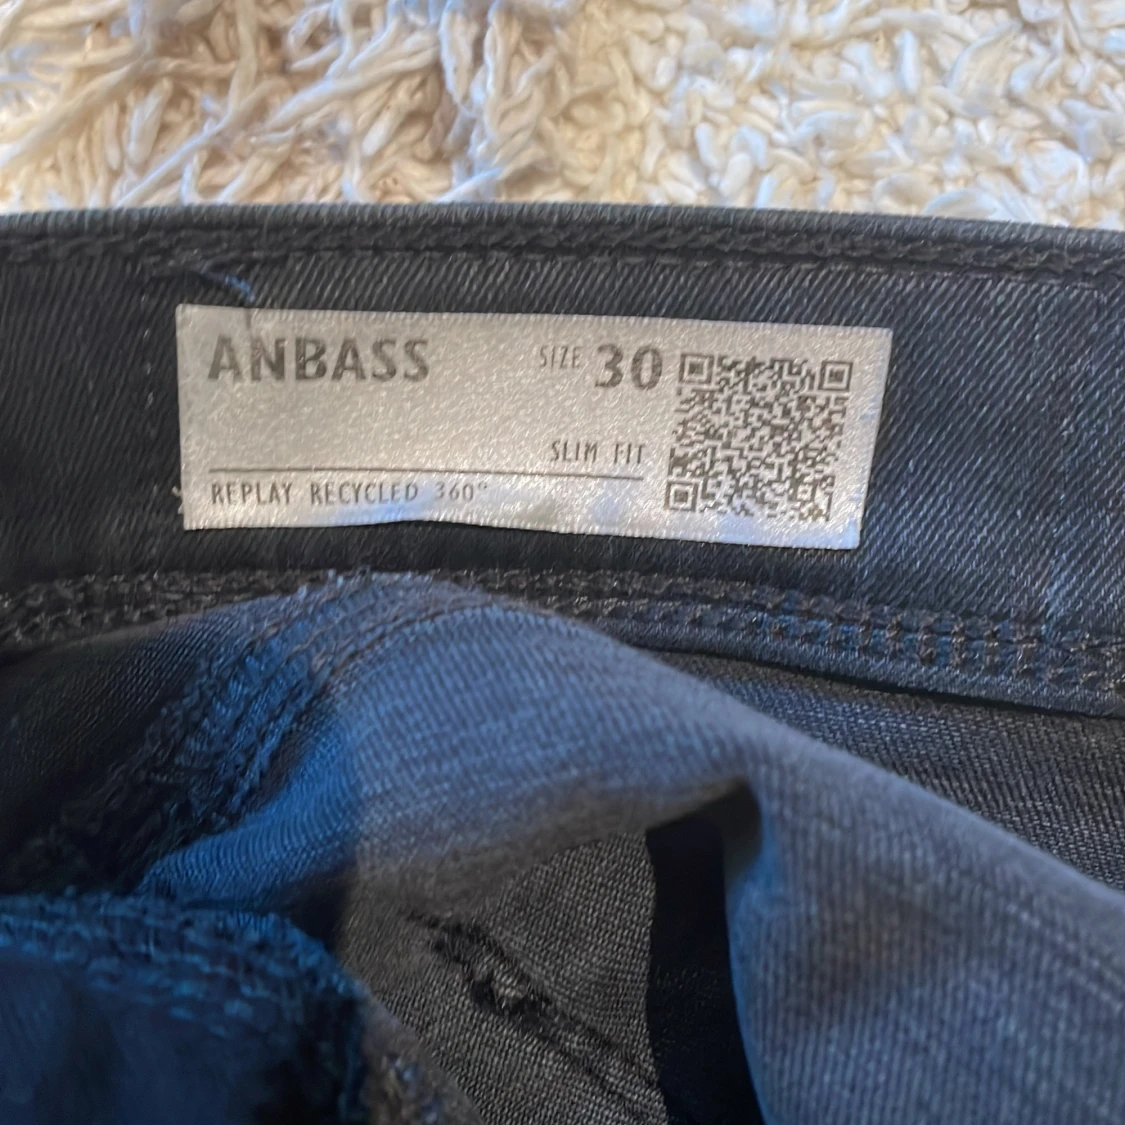 ANBASS
SIZE 30
SLIM FIT
REPLAY RECYCLED 360°